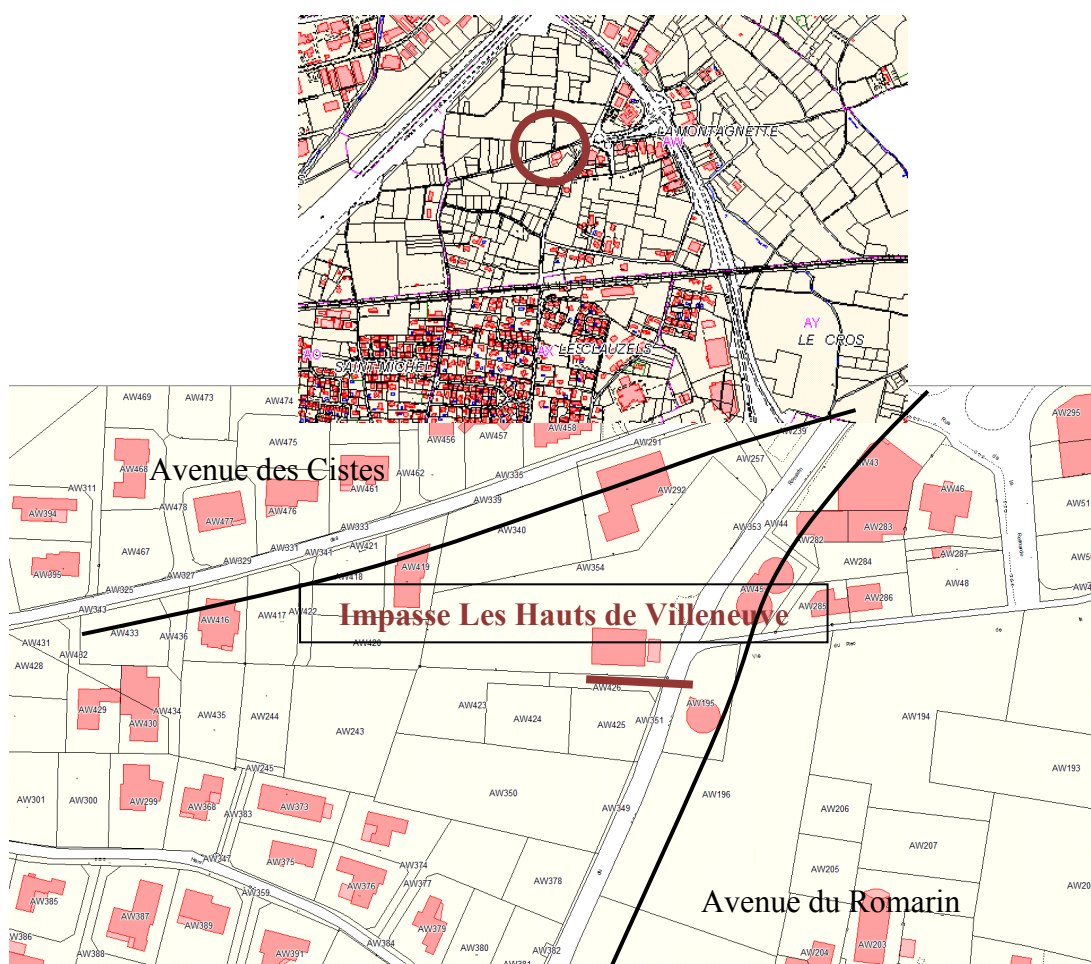 LA MONTAGNETTE
AW
AY
LE CROS
AO
SAINT MICHEL
AX
LES CLAUZELS
AW469
AW473
AW474
AW456
AW457
AW458
AW291
AW239
AW295
AW475
AW468
Avenue des Cistes
AW462
AW461
AW335
AW257
AW43
AW311
AW478
AW476
AW339
AW292
AW46
AW394
AW477
AW333
AW340
AW353
AW44
AW283
AW467
AW331
AW421
AW282
AW395
AW329
AW341
AW354
AW284
AW287
AW327
AW419
AW418
AW48
AW325
AW343
AW285
AW286
AW416
AW417
AW422
Impasse Les Hauts de Villeneuve
AW433
AW436
AW431
AW420
AW432
AW428
AW426
AW434
AW435
AW244
AW423
AW195
AW194
AW429
AW430
AW243
AW424
AW425
AW351
AW193
AW245
AW301
AW300
AW299
AW368
AW373
AW350
AW196
AW383
AW349
AW206
AW207
AW347
AW375
AW374
AW205
AW376
AW377
AW378
AW359
AW385
AW387
AW389
AW379
Avenue du Romarin
AW384
AW388
AW391
AW380
AW382
AW381
AW204
AW203